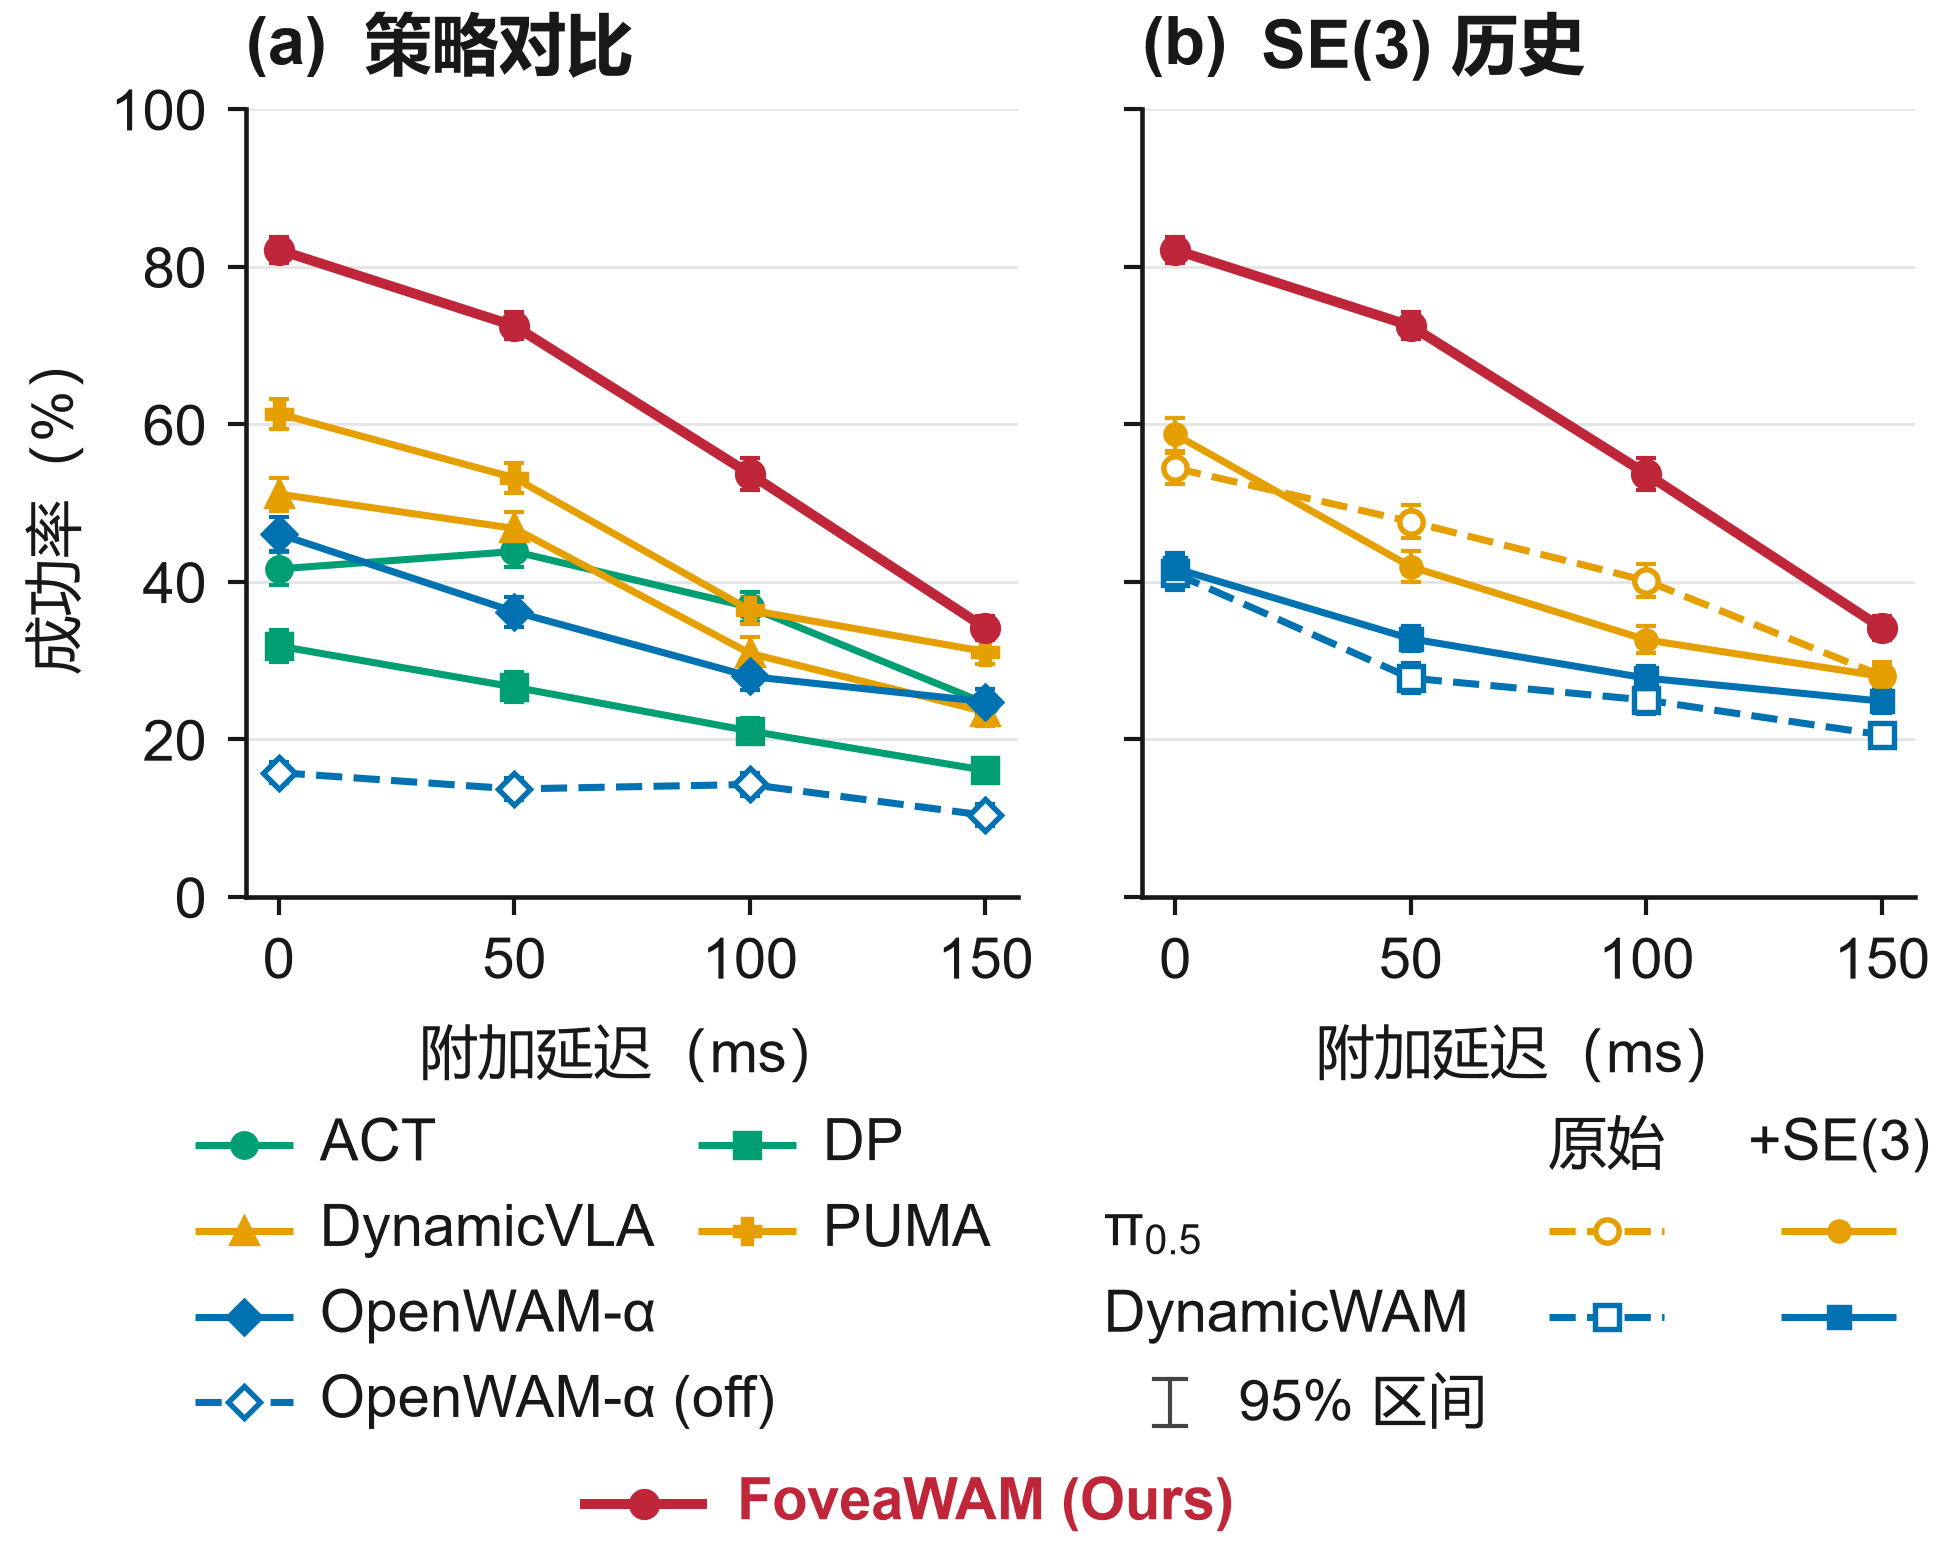 (a) 策略对比
(b) SE(3) 历史
成功率（%）
100
80
60
40
20
0
0 50 100 150
0 50 100 150
附加延迟（ms）
附加延迟（ms）
ACT
DP
DynamicVLA
PUMA
OpenWAM-α
OpenWAM-α (off)
原始 +SE(3)
π0.5
DynamicWAM
95% 区间
FoveaWAM (Ours)